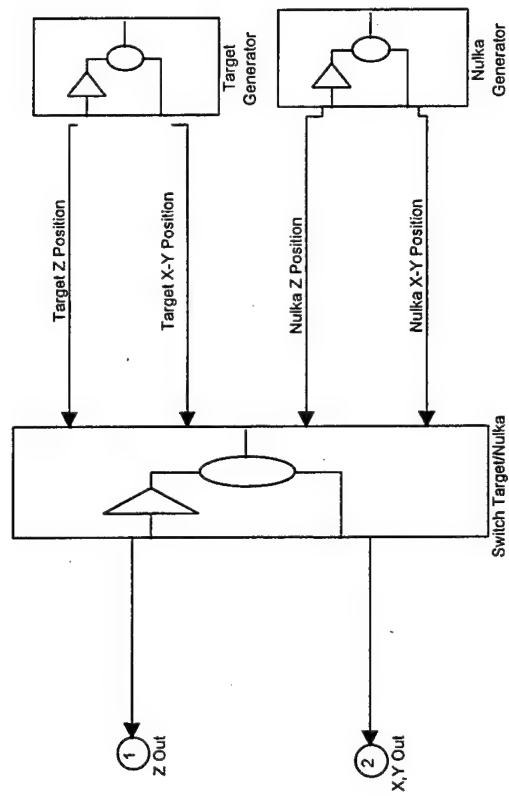 Target
Generator
Nulka
Generator
Target Z Position
Target X-Y Position
Nulka Z Position
Nulka X-Y Position
Switch Target/Nulka
1
Z Out
2
X,Y Out